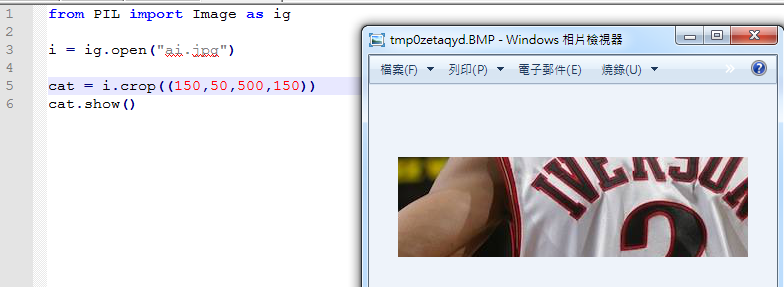 1 from PIL import Image as ig
2
3 i = ig.open("ai.jpg")
4
5 cat = i.crop((150,50,500,150))
6 cat.show()
tmp0zetaqyd.BMP - Windows 相片檢視器
檔案(F) 列印(P) 電子郵件(E) 燒錄(U) »
IVERSON
3